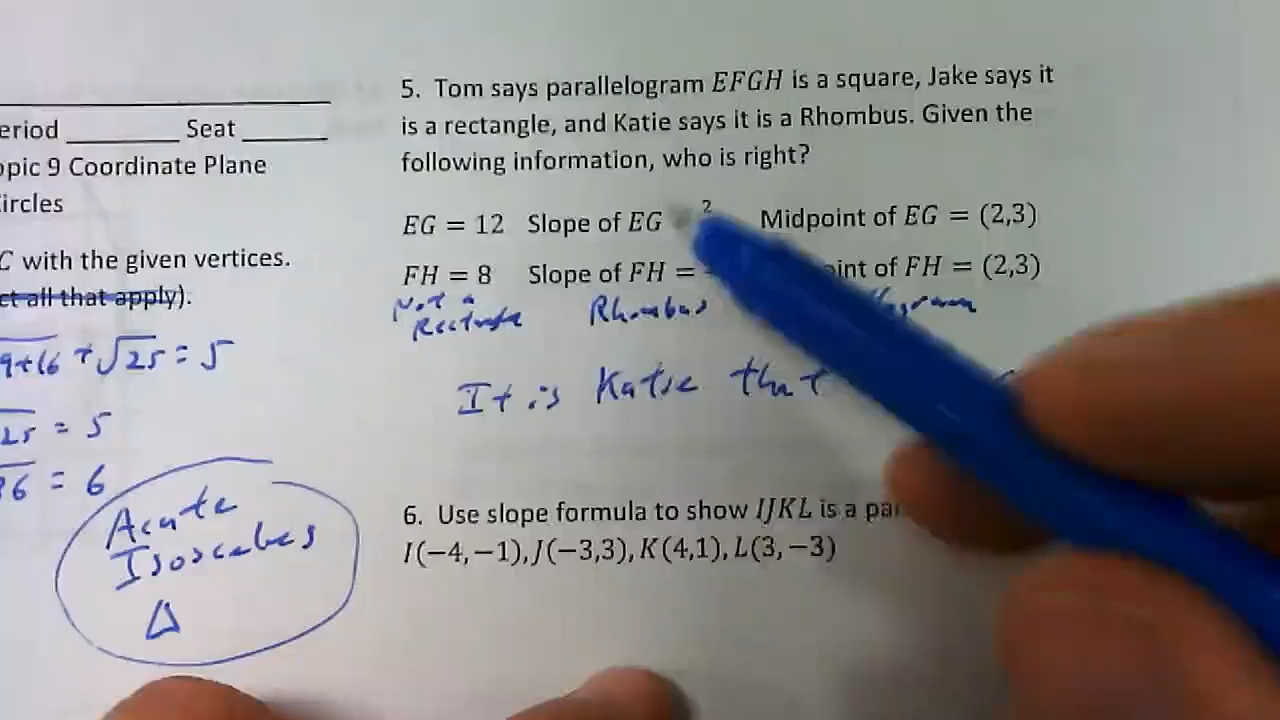 eriod Seat
opic 9 Coordinate Plane
ircles
C with the given vertices.
ct all that apply).
9+16 = √25 = 5
25 = 5
36 = 6
Acute
Isosceles
Δ
5. Tom says parallelogram EFGH is a square, Jake says it
is a rectangle, and Katie says it is a Rhombus. Given the
following information, who is right?
EG = 12 Slope of EG 2 Midpoint of EG = (2,3)
FH = 8 Slope of FH = oint of FH = (2,3)
Not a Rhombus
Rectangle
It is Katie that
6. Use slope formula to show IJKL is a par
I(−4,−1), J(−3,3), K(4,1), L(3,−3)